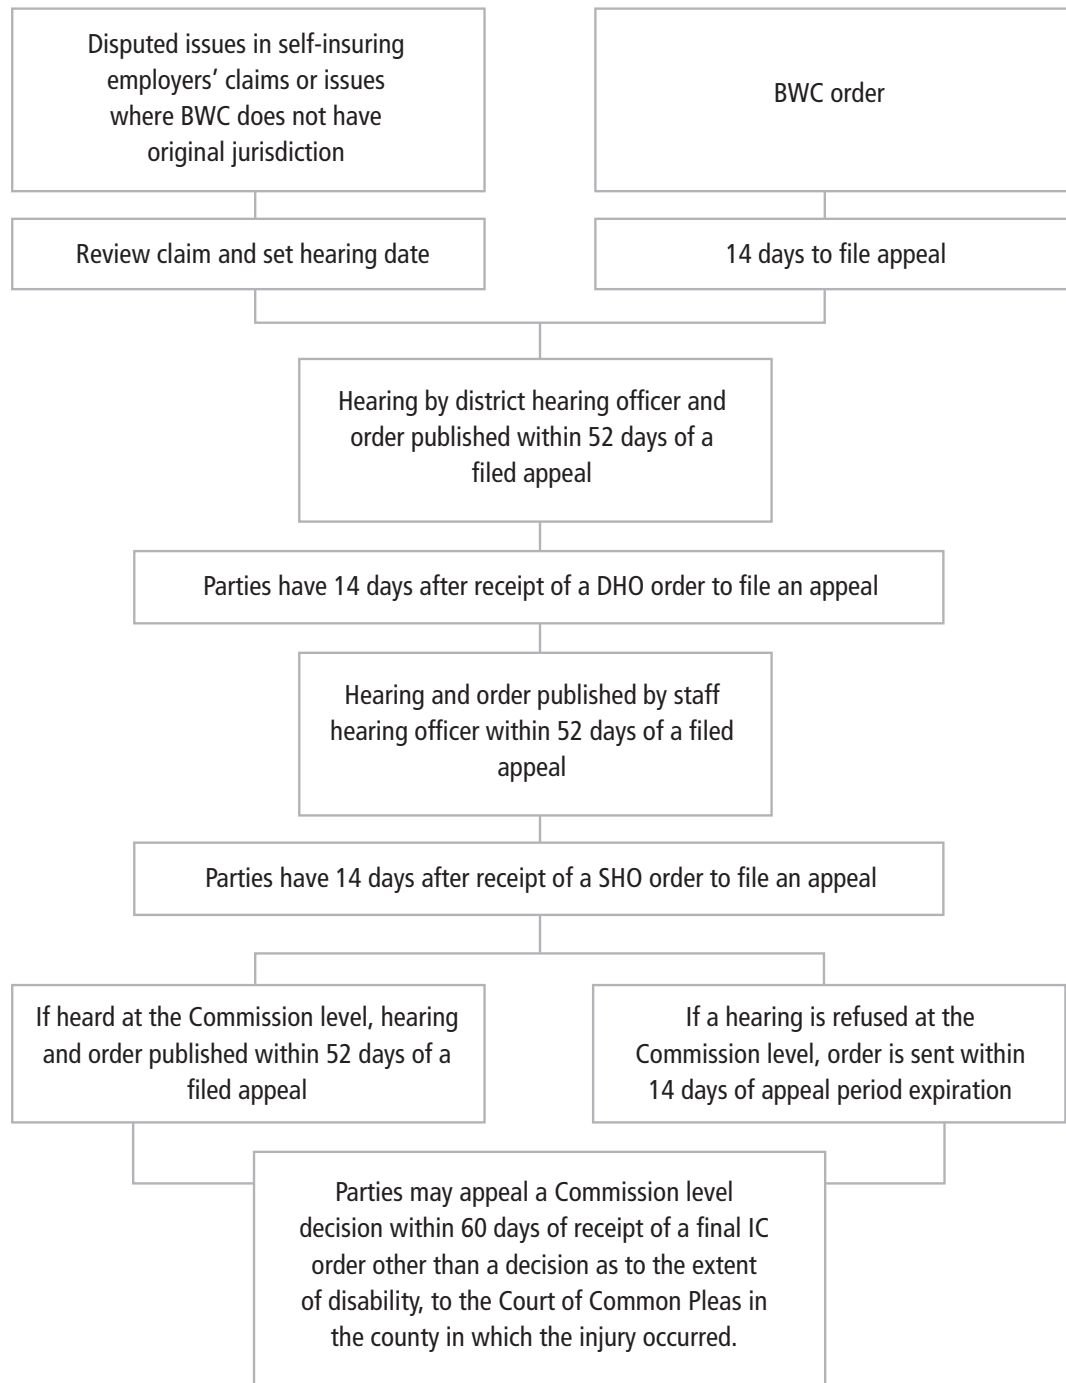 Disputed issues in self-insuring
employers’ claims or issues
where BWC does not have
original jurisdiction
BWC order
Review claim and set hearing date
14 days to file appeal
Hearing by district hearing officer and
order published within 52 days of a
filed appeal
Parties have 14 days after receipt of a DHO order to file an appeal
Hearing and order published by staff
hearing officer within 52 days of a filed
appeal
Parties have 14 days after receipt of a SHO order to file an appeal
If heard at the Commission level, hearing
and order published within 52 days of a
filed appeal
If a hearing is refused at the
Commission level, order is sent within
14 days of appeal period expiration
Parties may appeal a Commission level
decision within 60 days of receipt of a final IC
order other than a decision as to the extent
of disability, to the Court of Common Pleas in
the county in which the injury occurred.